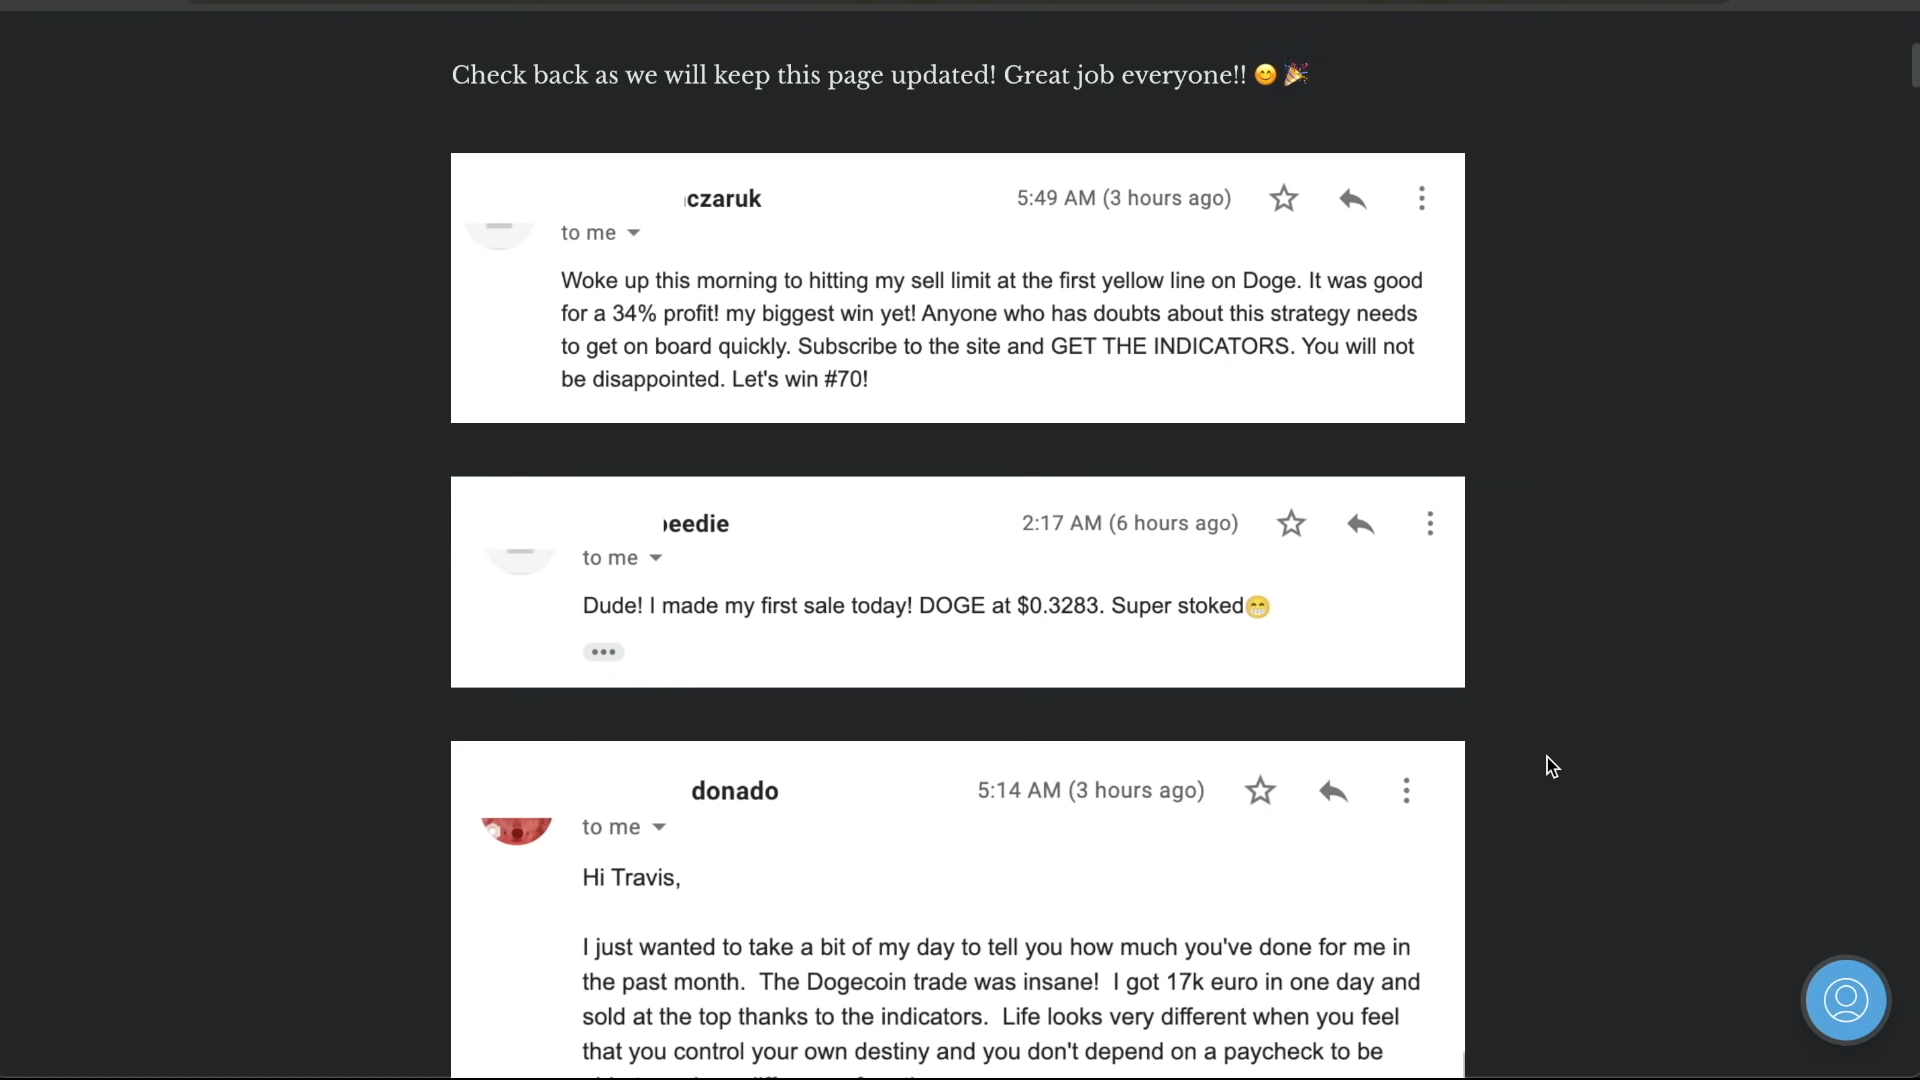 Check back as we will keep this page updated! Great job everyone!! 😊 🎉
czaruk
5:49 AM (3 hours ago)
to me
Woke up this morning to hitting my sell limit at the first yellow line on Doge. It was good
for a 34% profit! my biggest win yet! Anyone who has doubts about this strategy needs
to get on board quickly. Subscribe to the site and GET THE INDICATORS. You will not
be disappointed. Let's win #70!
eedie
2:17 AM (6 hours ago)
to me
Dude! I made my first sale today! DOGE at $0.3283. Super stoked😁
donado
5:14 AM (3 hours ago)
to me
Hi Travis,
I just wanted to take a bit of my day to tell you how much you've done for me in
the past month.  The Dogecoin trade was insane!  I got 17k euro in one day and
sold at the top thanks to the indicators.  Life looks very different when you feel
that you control your own destiny and you don't depend on a paycheck to be